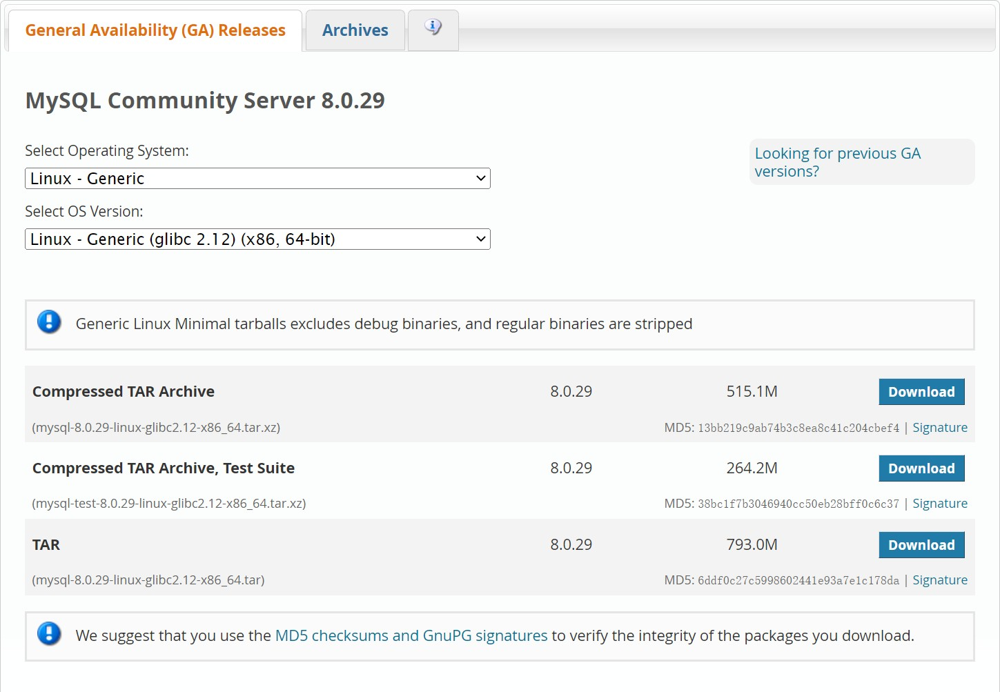 General Availability (GA) Releases
Archives
MySQL Community Server 8.0.29
Select Operating System:
Looking for previous GA
versions?
Linux - Generic
Select OS Version:
Linux - Generic (glibc 2.12) (x86, 64-bit)
Generic Linux Minimal tarballs excludes debug binaries, and regular binaries are stripped
Compressed TAR Archive 8.0.29 515.1M Download
(mysql-8.0.29-linux-glibc2.12-x86_64.tar.xz) MD5: 13bb219c9ab74b3c8ea8c41c204cbef4 | Signature
Compressed TAR Archive, Test Suite 8.0.29 264.2M Download
(mysql-test-8.0.29-linux-glibc2.12-x86_64.tar.xz) MD5: 38bc1f7b3046940cc50eb28bff0c6c37 | Signature
TAR 8.0.29 793.0M Download
(mysql-8.0.29-linux-glibc2.12-x86_64.tar) MD5: 6ddf0c27c5998602441e93a7e1c178da | Signature
We suggest that you use the MD5 checksums and GnuPG signatures to verify the integrity of the packages you download.